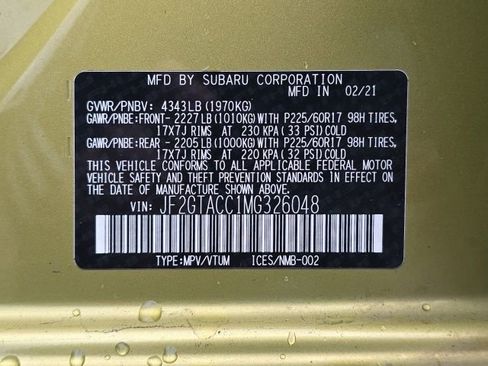 MFD BY SUBARU CORPORATION
MFD IN 02/21
GVWR/PNBV: 4343LB (1970KG)
GAWR/PNBE:FRONT- 2227LB (1010KG) WITH P225/60R17 98H TIRES,
17X7J RIMS AT 230 KPA (33 PSI)COLD
GAWR/PNBE:REAR - 2205LB (1000KG) WITH P225/60R17 98H TIRES,
17X7J RIMS AT 220 KPA (32 PSI)COLD
THIS VEHICLE CONFORMS TO ALL APPLICABLE FEDERAL MOTOR
VEHICLE SAFETY AND THEFT PREVENTION STANDARDS IN EFFECT
ON THE DATE OF MANUFACTURE SHOWN ABOVE.
VIN: JF2GTACC1MG326048
TYPE:MPV/VTUM ICES/NMB-002